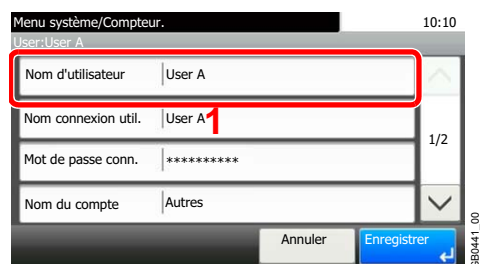 Menu système/Compteur.
10:10
User:User A
Nom d'utilisateur User A
Nom connexion util. User A
1
Mot de passe conn. **********
1/2
Nom du compte Autres
Annuler
Enregistrer
GB0441_00